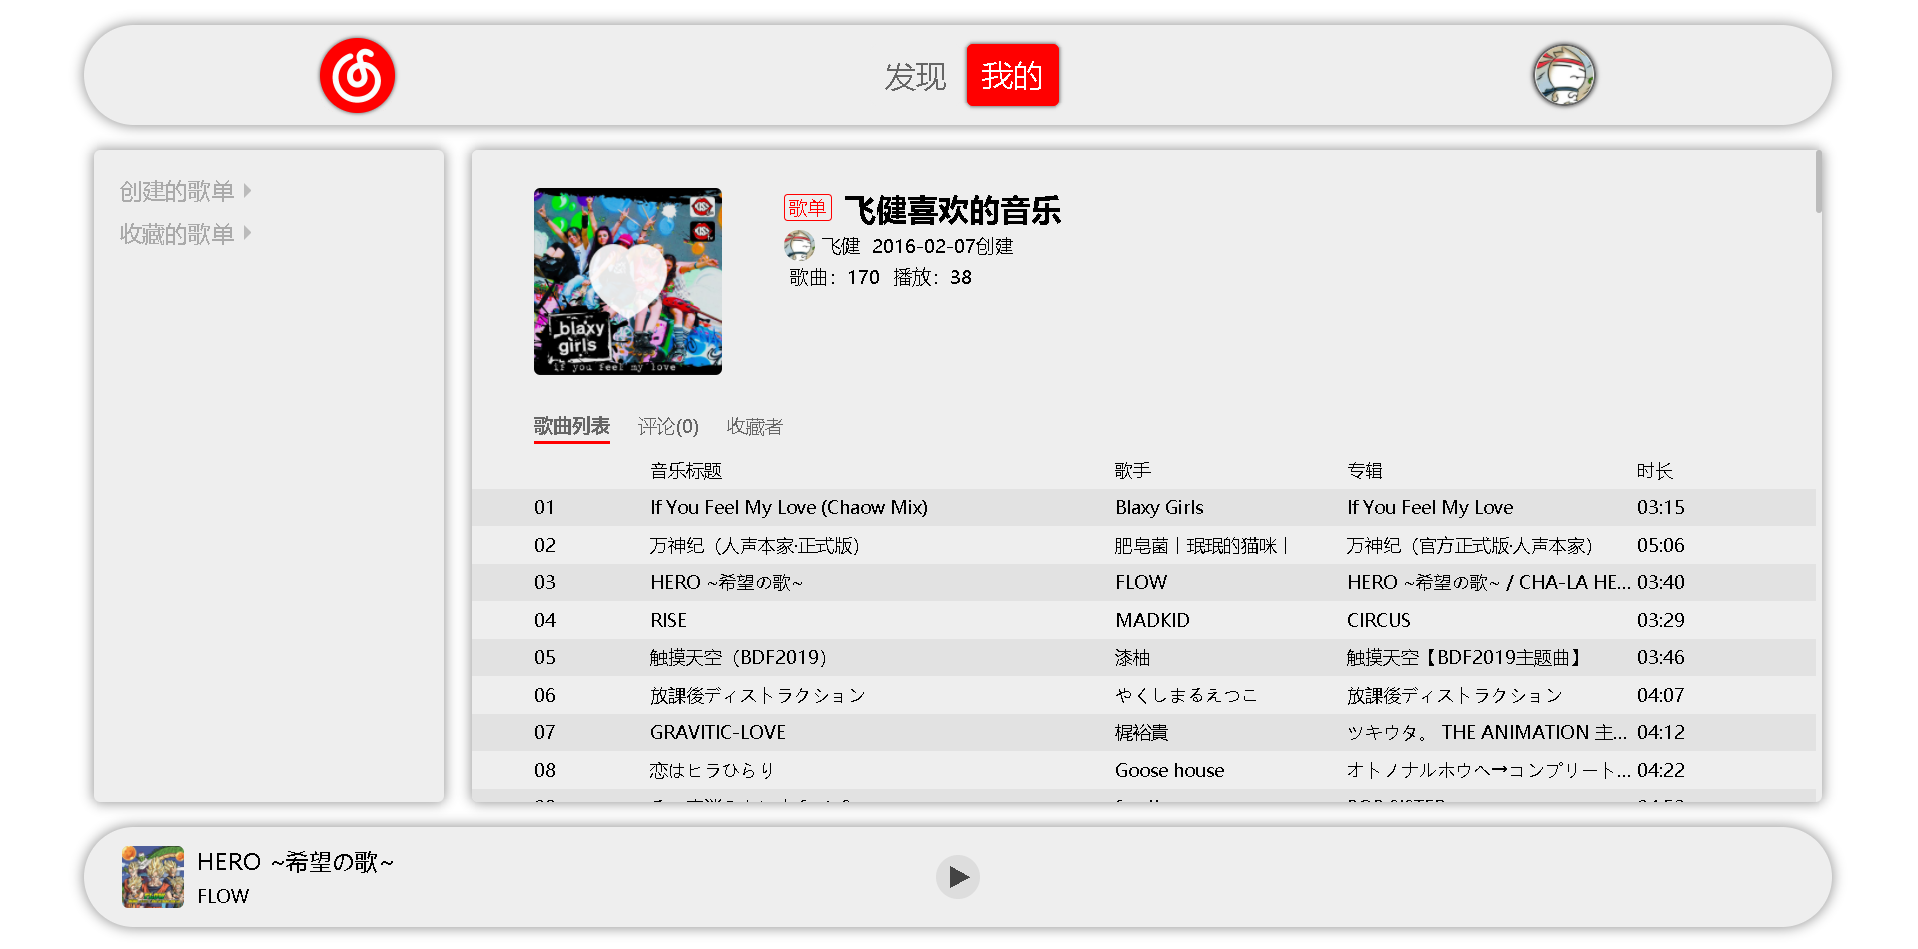 发现 我的
创建的歌单
收藏的歌单
blaxy
girls
if you feel my love
歌单 飞健喜欢的音乐
飞健 2016-02-07创建
歌曲：170 播放：38
歌曲列表 评论(0) 收藏者
音乐标题 歌手 专辑 时长
01 If You Feel My Love (Chaow Mix) Blaxy Girls If You Feel My Love 03:15
02 万神纪（人声本家·正式版） 肥皂菌丨珉珉的猫咪丨 万神纪（官方正式版·人声本家） 05:06
03 HERO ~希望の歌~ FLOW HERO ~希望の歌~ / CHA-LA HE... 03:40
04 RISE MADKID CIRCUS 03:29
05 触摸天空（BDF2019） 漆柚 触摸天空【BDF2019主题曲】 03:46
06 放課後ディストラクション やくしまるえつこ 放課後ディストラクション 04:07
07 GRAVITIC-LOVE 梶裕貴 ツキウタ。 THE ANIMATION 主... 04:12
08 恋はヒラひらり Goose house オトノナルホウヘ→コンプリート... 04:22
HERO ~希望の歌~
FLOW